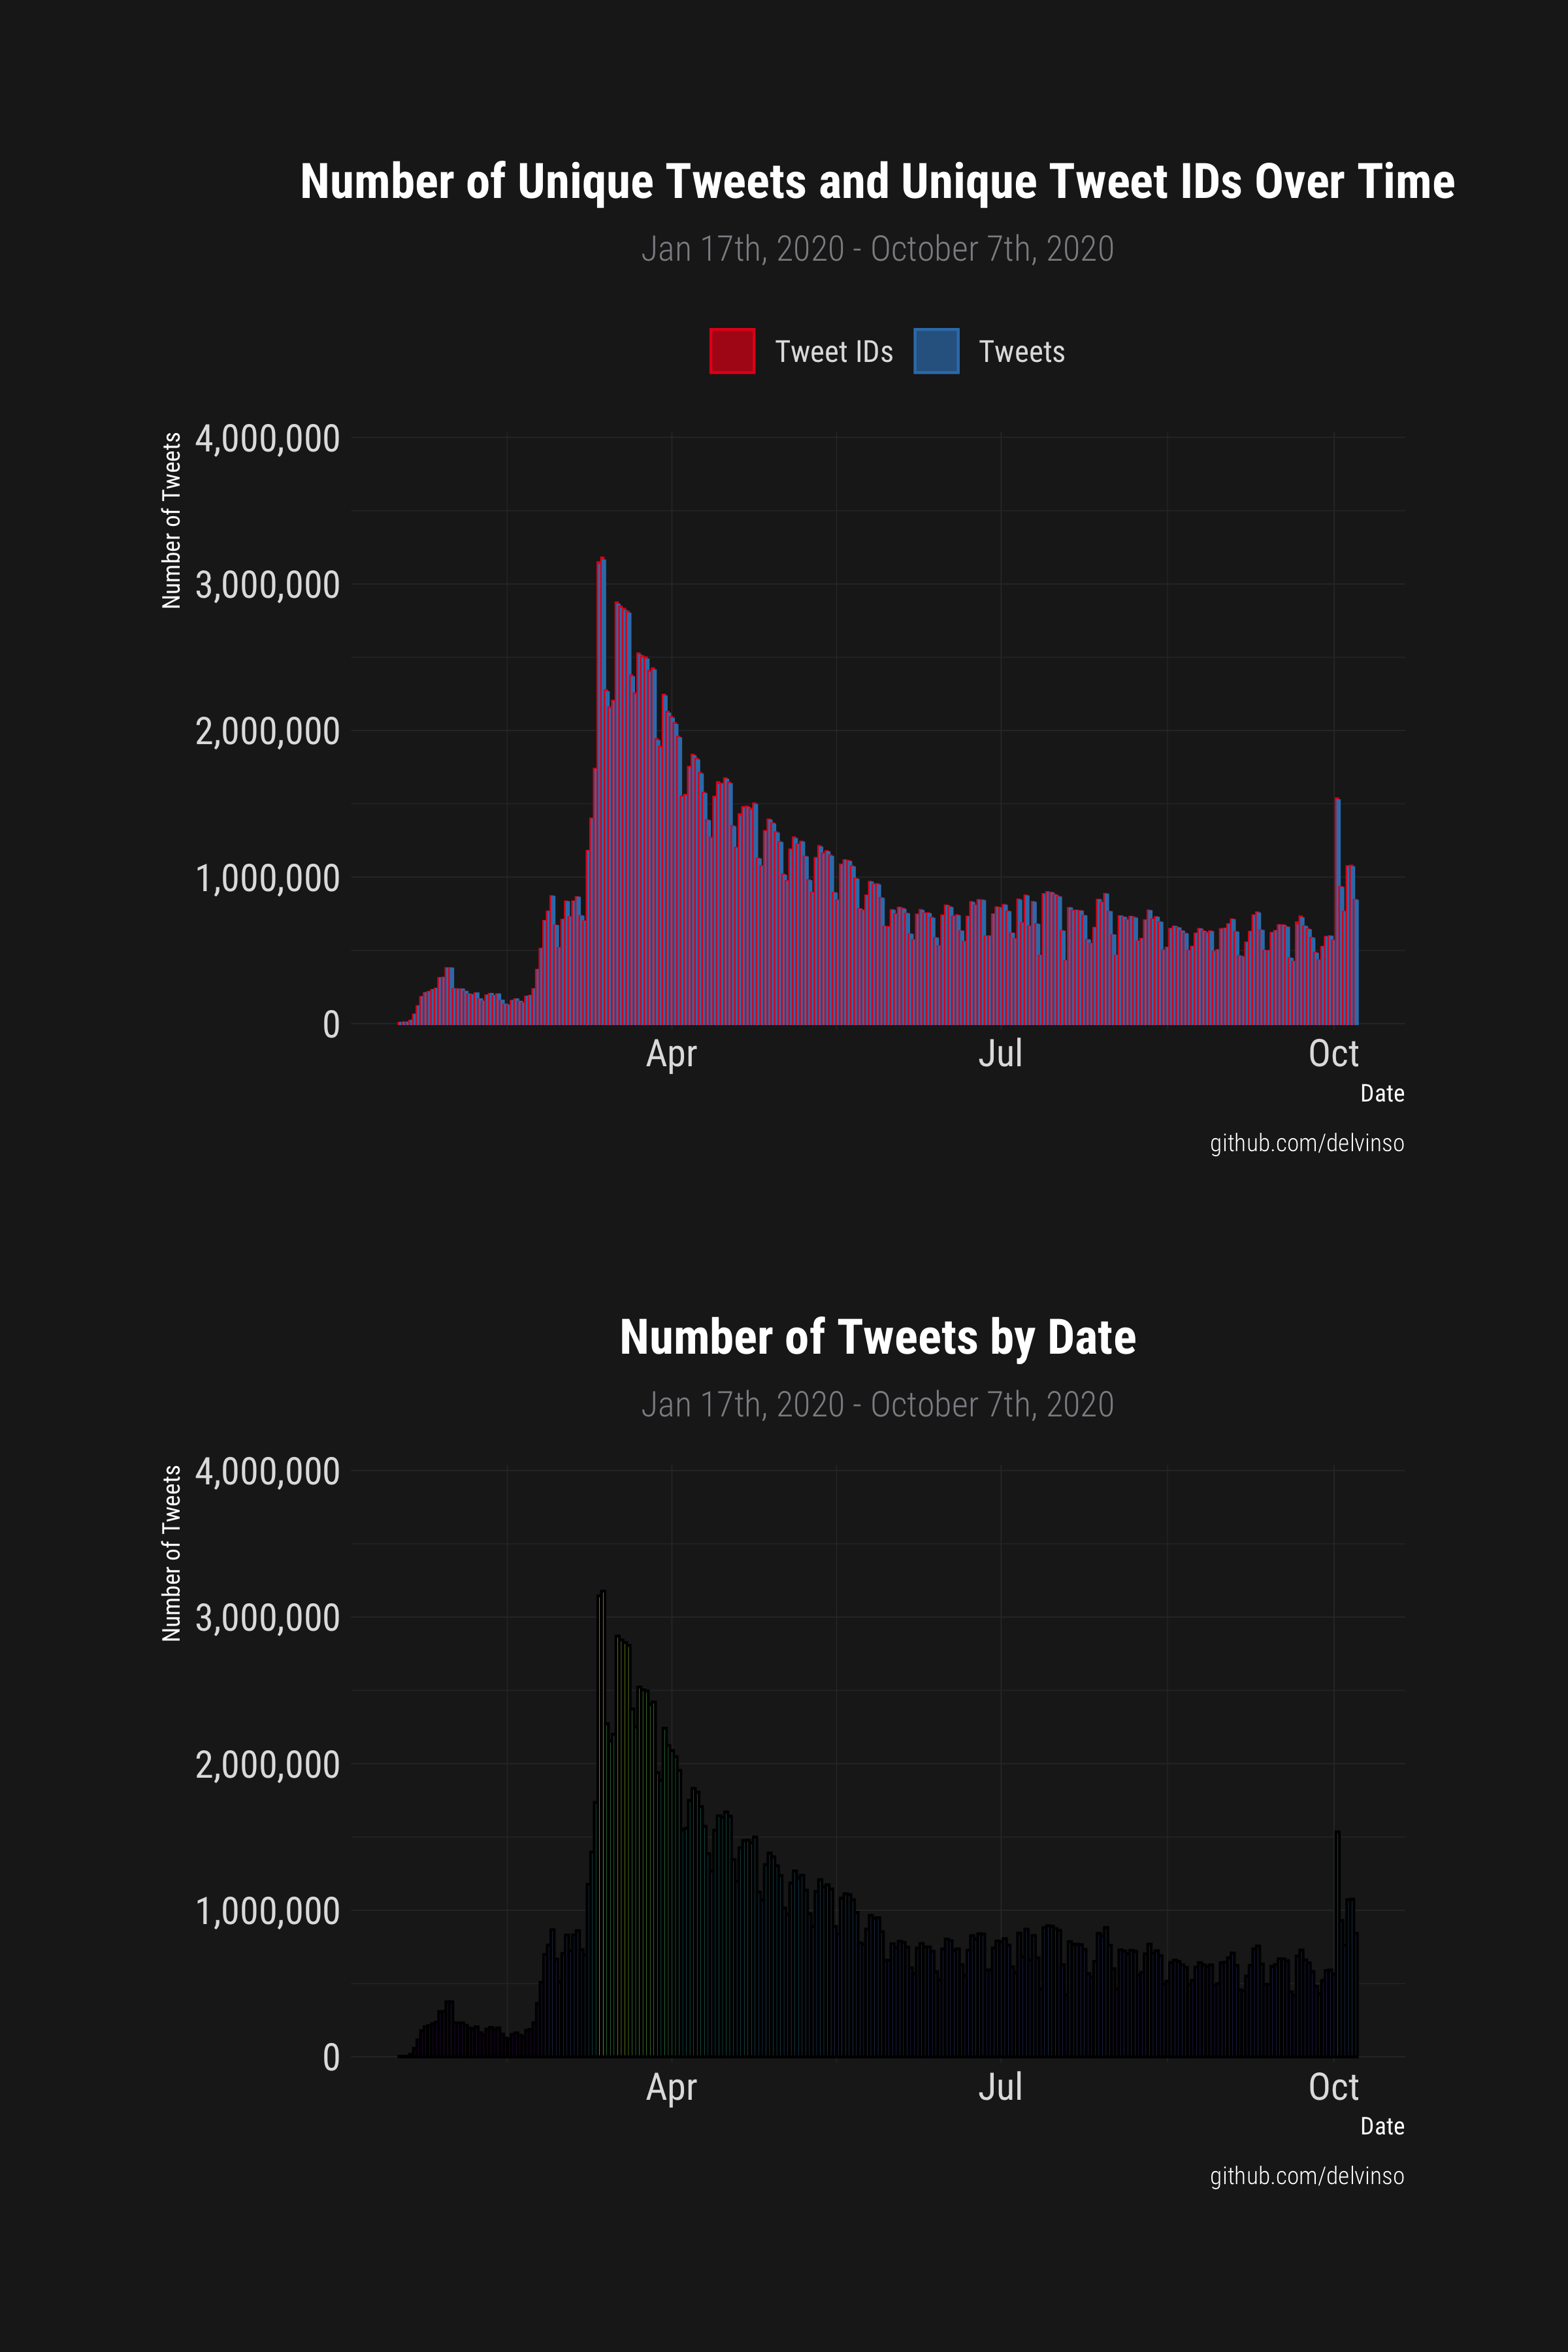 Number of Unique Tweets and Unique Tweet IDs Over Time
Jan 17th, 2020 - October 7th, 2020
Tweet IDs Tweets
Number of Tweets
4,000,000
3,000,000
2,000,000
1,000,000
0
Apr Jul Oct
Date
github.com/delvinso
Number of Tweets by Date
Jan 17th, 2020 - October 7th, 2020
Number of Tweets
4,000,000
3,000,000
2,000,000
1,000,000
0
Apr Jul Oct
Date
github.com/delvinso